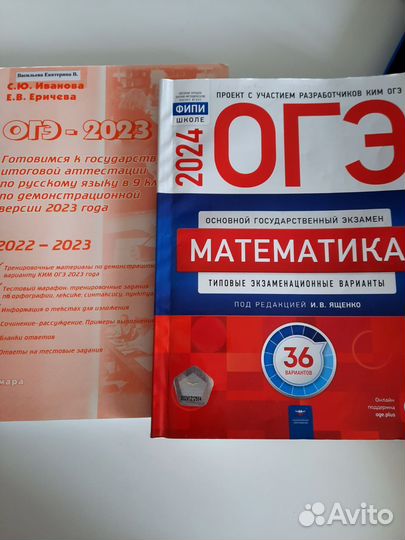 Васильева Екатерина В.
С.Ю. Иванова
Е.В. Еричева
ОГЭ - 2023
Готовимся к государств
итоговой аттестации
по русскому языку в 9 кл
по демонстрационной
версии 2023 года
2022 – 2023
Тренировочные материалы по демонстрацион
варианту КИМ ОГЭ 2023 года
Тестовый марафон: тренировочные задания
по орфографии, лексике, синтаксису, пунктуа
Информация о текстах для изложения
Сочинение-рассуждение. Примеры выполнения
Бланки ответов
Ответы на тестовые задания
мара
ФИПИ
ШКОЛЕ
ПРОЕКТ С УЧАСТИЕМ РАЗРАБОТЧИКОВ КИМ ОГЭ
2024
ОГЭ
ОСНОВНОЙ ГОСУДАРСТВЕННЫЙ ЭКЗАМЕН
МАТЕМАТИКА
ТИПОВЫЕ ЭКЗАМЕНАЦИОННЫЕ ВАРИАНТЫ
ПОД РЕДАКЦИЕЙ И. В. ЯЩЕНКО
36
ВАРИАНТОВ
Онлайн
поддержка
oge.plus
Avito